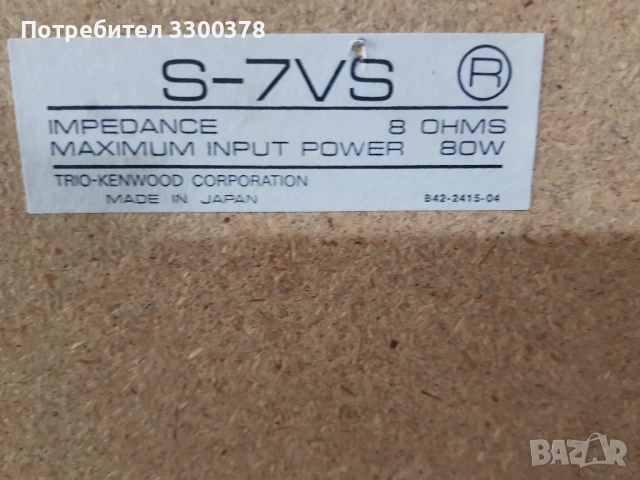 Потребител 3300378
S-7VS R
IMPEDANCE 8 OHMS
MAXIMUM INPUT POWER 80W
TRIO-KENWOOD CORPORATION
MADE IN JAPAN B42-2415-04
BAZAR